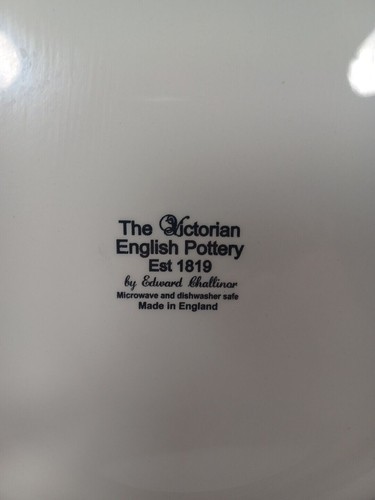 The Victorian
English Pottery
Est 1819
by Edward Challinor
Microwave and dishwasher safe
Made in England